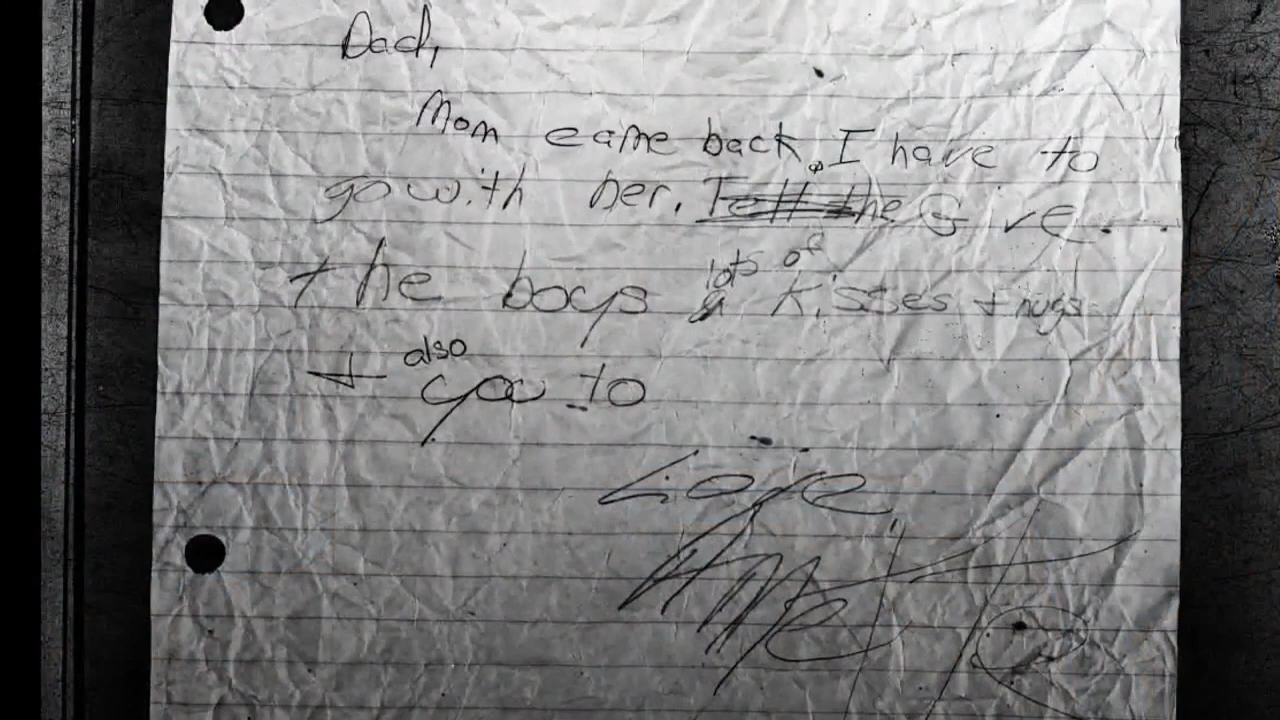 Dad,
Mom came back. I have to
go with her. Tell the Give
the boys lots of kisses + hugs
+ also you to
Love,
Annette